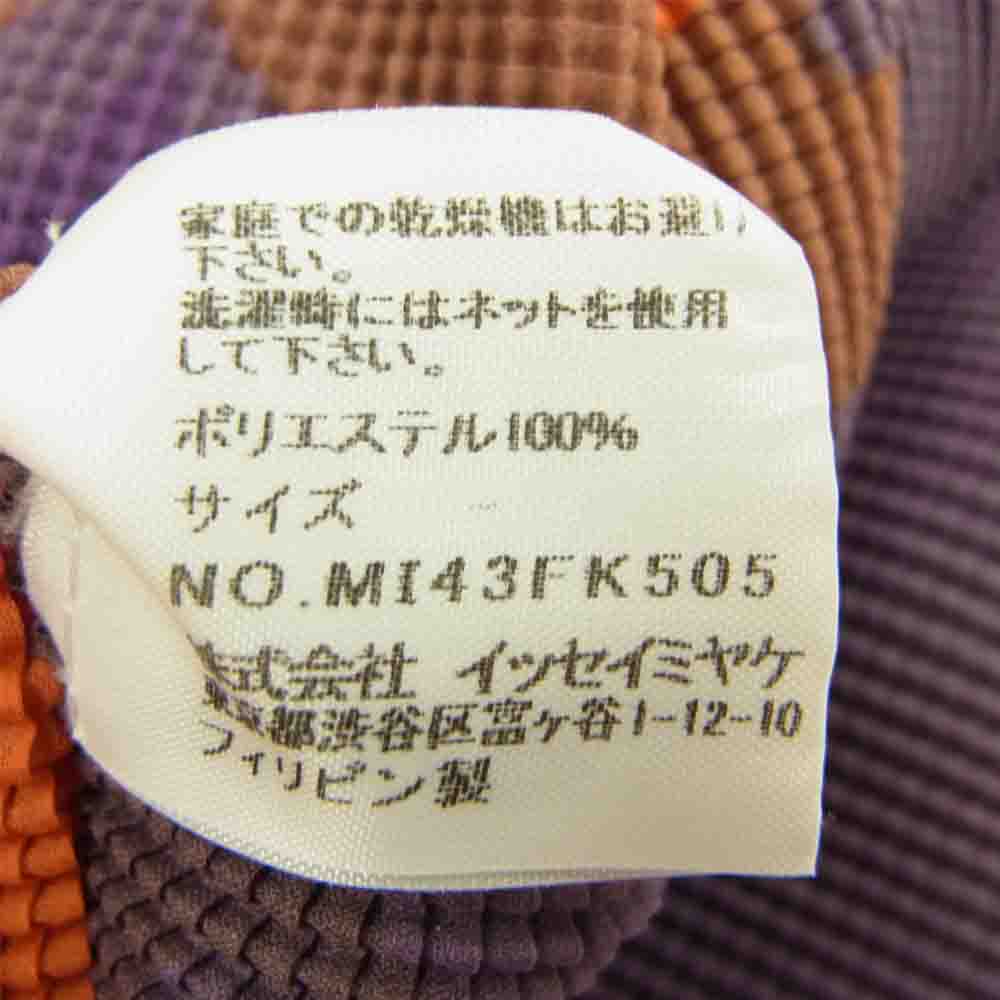 家庭での乾燥機はお避け
下さい。
洗濯時にはネットを使用
して下さい。
ポリエステル100%
サイズ
NO.MI43FK505
株式会社 イッセイミヤケ
東京都渋谷区富ヶ谷1-12-10
フィリピン製